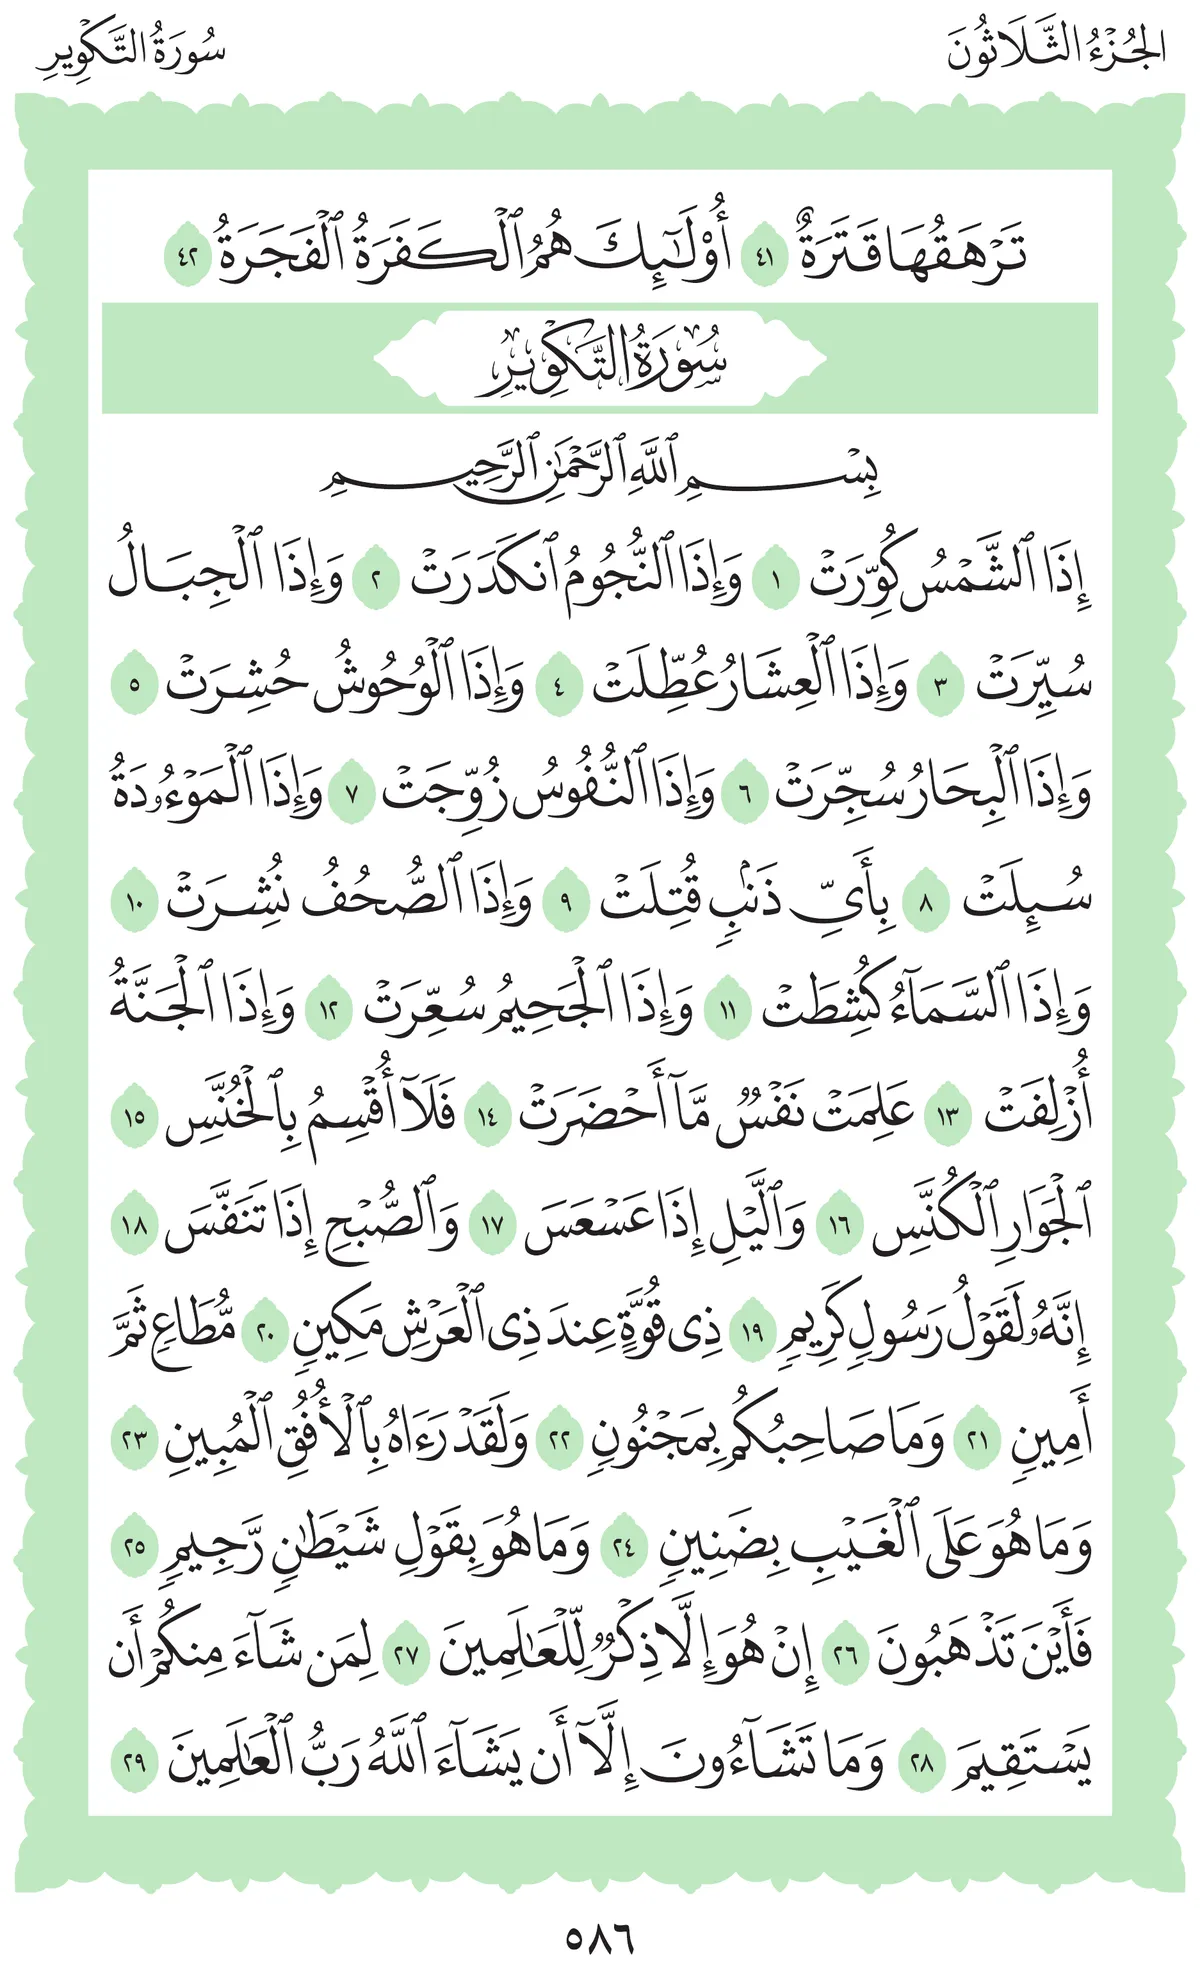 الجُزْءُ الثَّلَاثُونَ
سُورَةُ التَّكْوِيرِ
تَرْهَقُهَا قَتَرَةٌ ٤١ أُوْلَٰٓئِكَ هُمُ ٱلْكَفَرَةُ ٱلْفَجَرَةُ ٤٢
سُورَةُ التَّكْوِيرِ
بِسْمِ ٱللَّهِ ٱلرَّحْمَٰنِ ٱلرَّحِيمِ
إِذَا ٱلشَّمْسُ كُوِّرَتْ ١ وَإِذَا ٱلنُّجُومُ ٱنكَدَرَتْ ٢ وَإِذَا ٱلْجِبَالُ
سُيِّرَتْ ٣ وَإِذَا ٱلْعِشَارُ عُطِّلَتْ ٤ وَإِذَا ٱلْوُحُوشُ حُشِرَتْ ٥
وَإِذَا ٱلْبِحَارُ سُجِّرَتْ ٦ وَإِذَا ٱلنُّفُوسُ زُوِّجَتْ ٧ وَإِذَا ٱلْمَوْءُۥدَةُ
سُئِلَتْ ٨ بِأَيِّ ذَنۢبٍ قُتِلَتْ ٩ وَإِذَا ٱلصُّحُفُ نُشِرَتْ ١٠
وَإِذَا ٱلسَّمَآءُ كُشِطَتْ ١١ وَإِذَا ٱلْجَحِيمُ سُعِّرَتْ ١٢ وَإِذَا ٱلْجَنَّةُ
أُزْلِفَتْ ١٣ عَلِمَتْ نَفْسٌ مَّآ أَحْضَرَتْ ١٤ فَلَآ أُقْسِمُ بِٱلْخُنَّسِ ١٥
ٱلْجَوَارِ ٱلْكُنَّسِ ١٦ وَٱلَّيْلِ إِذَا عَسْعَسَ ١٧ وَٱلصُّبْحِ إِذَا تَنَفَّسَ ١٨
إِنَّهُۥ لَقَوْلُ رَسُولٍ كَرِيمٍ ١٩ ذِى قُوَّةٍ عِندَ ذِى ٱلْعَرْشِ مَكِينٍ ٢٠ مُّطَاعٍ ثَمَّ
أَمِينٍ ٢١ وَمَا صَاحِبُكُم بِمَجْنُونٍ ٢٢ وَلَقَدْ رَءَاهُ بِٱلْأُفُقِ ٱلْمُبِينِ ٢٣
وَمَا هُوَ عَلَى ٱلْغَيْبِ بِضَنِينٍ ٢٤ وَمَا هُوَ بِقَوْلِ شَيْطَٰنٍ رَّجِيمٍ ٢٥
فَأَيْنَ تَذْهَبُونَ ٢٦ إِنْ هُوَ إِلَّا ذِكْرٌ لِّلْعَٰلَمِينَ ٢٧ لِمَن شَآءَ مِنكُمْ أَن
يَسْتَقِيمَ ٢٨ وَمَا تَشَآءُونَ إِلَّآ أَن يَشَآءَ ٱللَّهُ رَبُّ ٱلْعَٰلَمِينَ ٢٩
٥٨٦